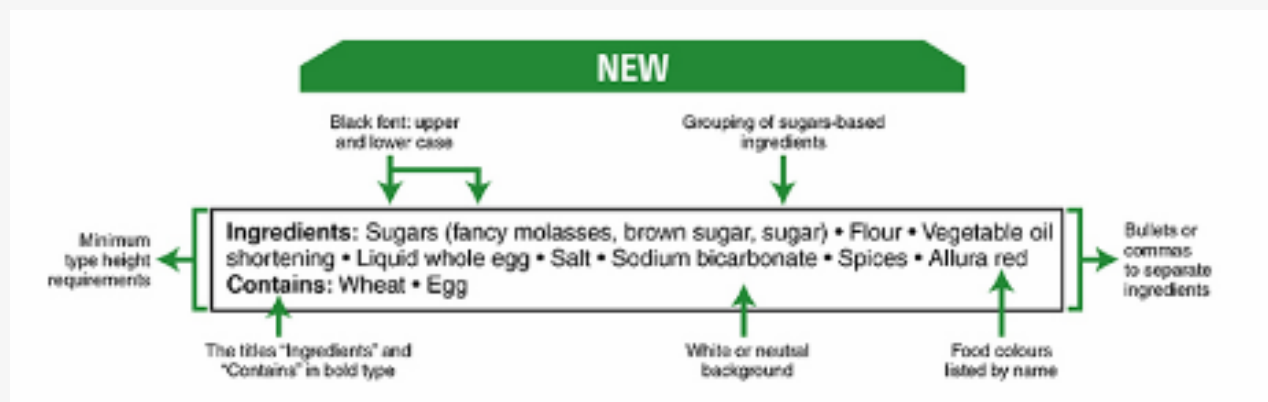 NEW
Black font: upper
and lower case
Grouping of sugars-based
ingredients
Minimum
type height
requirements
Ingredients: Sugars (fancy molasses, brown sugar, sugar) • Flour • Vegetable oil
shortening • Liquid whole egg • Salt • Sodium bicarbonate • Spices • Allura red
Contains: Wheat • Egg
Bullets or
commas
to separate
ingredients
The titles "Ingredients" and
"Contains" in bold type
White or neutral
background
Food colours
listed by name